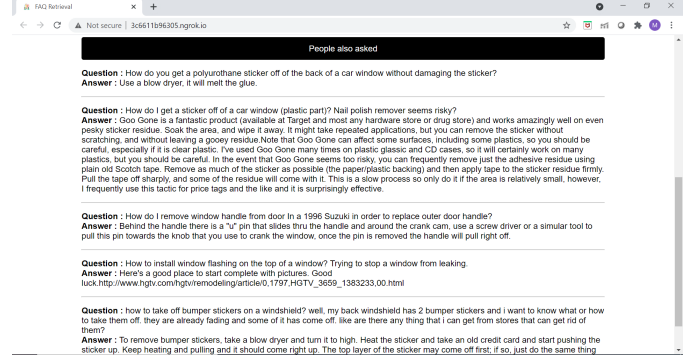 FAQ Retrieval
Not secure | 3c6611b96305.ngrok.io
M
People also asked
Question : How do you get a polyurethane sticker off of the back of a car window without damaging the sticker?
Answer : Use a blow dryer, it will melt the glue.
Question : How do I get a sticker off of a car window (plastic part)? Nail polish remover seems risky?
Answer : Goo Gone is a fantastic product (available at Target and most any hardware store or drug store) and works amazingly well on even
pesky sticker residue. Soak the area, and wipe it away. It might take repeated applications, but you can remove the sticker without
scratching, and without leaving a gooey residue.Note that Goo Gone can affect some surfaces, including some plastics, so you should be
careful, especially if it is clear plastic. I've used Goo Gone many times on plastic glassic and CD cases, so it will certainly work on many
plastics, but you should be careful. In the event that Goo Gone seems too risky, you can frequently remove just the adhesive residue using
plain old Scotch tape. Remove as much of the sticker as possible (the paper/plastic backing) and then apply tape to the sticker residue firmly.
Pull the tape off sharply, and some of the residue will come with it. This is a slow process so only do it if the area is relatively small, however,
I frequently use this tactic for price tags and the like and it is surprisingly effective.
Question : How do I remove window handle from door In a 1996 Suzuki in order to replace outer door handle?
Answer : Behind the handle there is a "u" pin that slides thru the handle and around the crank cam, use a screw driver or a simular tool to
pull this pin towards the knob that you use to crank the window, once the pin is removed the handle will pull right off.
Question : How to install window flashing on the top of a window? Trying to stop a window from leaking.
Answer : Here's a good place to start complete with pictures. Good
luck.http://www.hgtv.com/hgtv/remodeling/article/0,1797,HGTV_3659_1383233,00.html
Question : how to take off bumper stickers on a windshield? well, my back windshield has 2 bumper stickers and i want to know what or how
to take them off. they are already fading and some of it has come off. like are there any thing that i can get from stores that can get rid of
them?
Answer : To remove bumper stickers, take a blow dryer and turn it to high. Heat the sticker and take an old credit card and start pushing the
sticker up. Keep heating and pulling and it should come right up. The top layer of the sticker may come off first; if so, just do the same thing